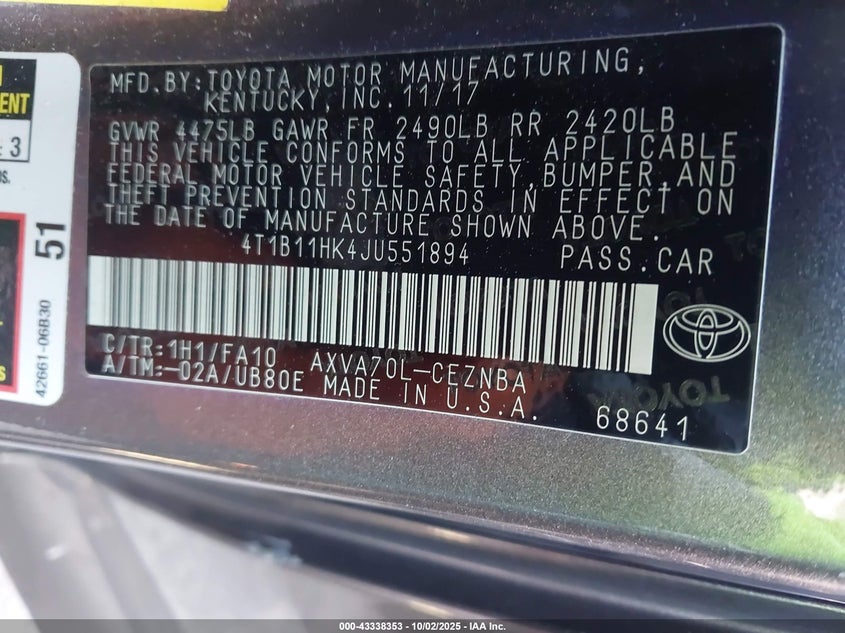 MFD.BY:TOYOTA MOTOR MANUFACTURING,
KENTUCKY,INC.11/17
GVWR 4475LB GAWR FR 2490LB RR 2420LB
THIS VEHICLE CONFORMS TO ALL APPLICABLE
FEDERAL MOTOR VEHICLE SAFETY,BUMPER,AND
THEFT PREVENTION STANDARDS IN EFFECT ON
THE DATE OF MANUFACTURE SHOWN ABOVE.
4T1B11HK4JU551894 PASS.CAR
C/TR:1H1/FA10 AXVA70L-CEZNBA
A/TM:-02A/UB80E MADE IN U.S.A.
68641
TOYOTA
3
51
42661-06B30
000-43338353 - 10/02/2025 - IAA Inc.